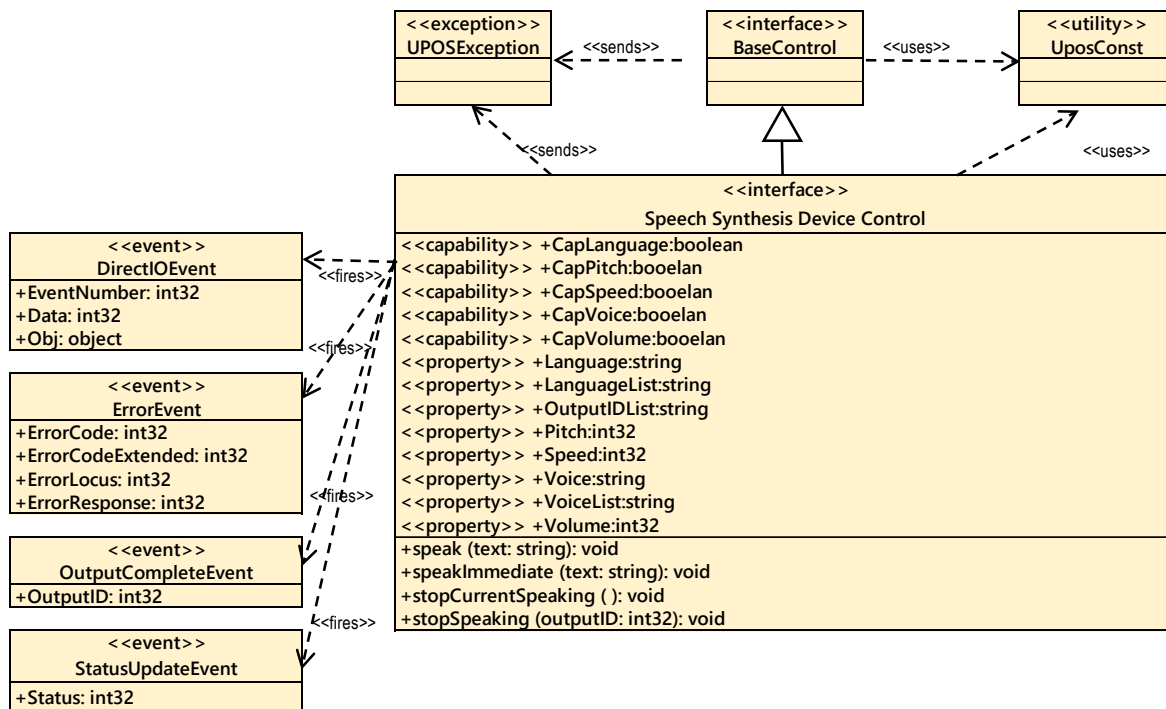 <<exception>>
UPOSException
<<sends>>
<<interface>>
BaseControl
<<uses>>
<<utility>>
UposConst
<<sends>>
<<uses>>
<<interface>>
Speech Synthesis Device Control
<<capability>> +CapLanguage:boolean
<<capability>> +CapPitch:booelan
<<capability>> +CapSpeed:booelan
<<capability>> +CapVoice:booelan
<<capability>> +CapVolume:booelan
<<property>> +Language:string
<<property>> +LanguageList:string
<<property>> +OutputIDList:string
<<property>> +Pitch:int32
<<property>> +Speed:int32
<<property>> +Voice:string
<<property>> +VoiceList:string
<<property>> +Volume:int32
+speak (text: string): void
+speakImmediate (text: string): void
+stopCurrentSpeaking ( ): void
+stopSpeaking (outputID: int32): void
<<event>>
DirectIOEvent
+EventNumber: int32
+Data: int32
+Obj: object
<<fires>>
<<event>>
ErrorEvent
+ErrorCode: int32
+ErrorCodeExtended: int32
+ErrorLocus: int32
+ErrorResponse: int32
<<fires>>
<<event>>
OutputCompleteEvent
+OutputID: int32
<<fires>>
<<event>>
StatusUpdateEvent
+Status: int32
<<fires>>